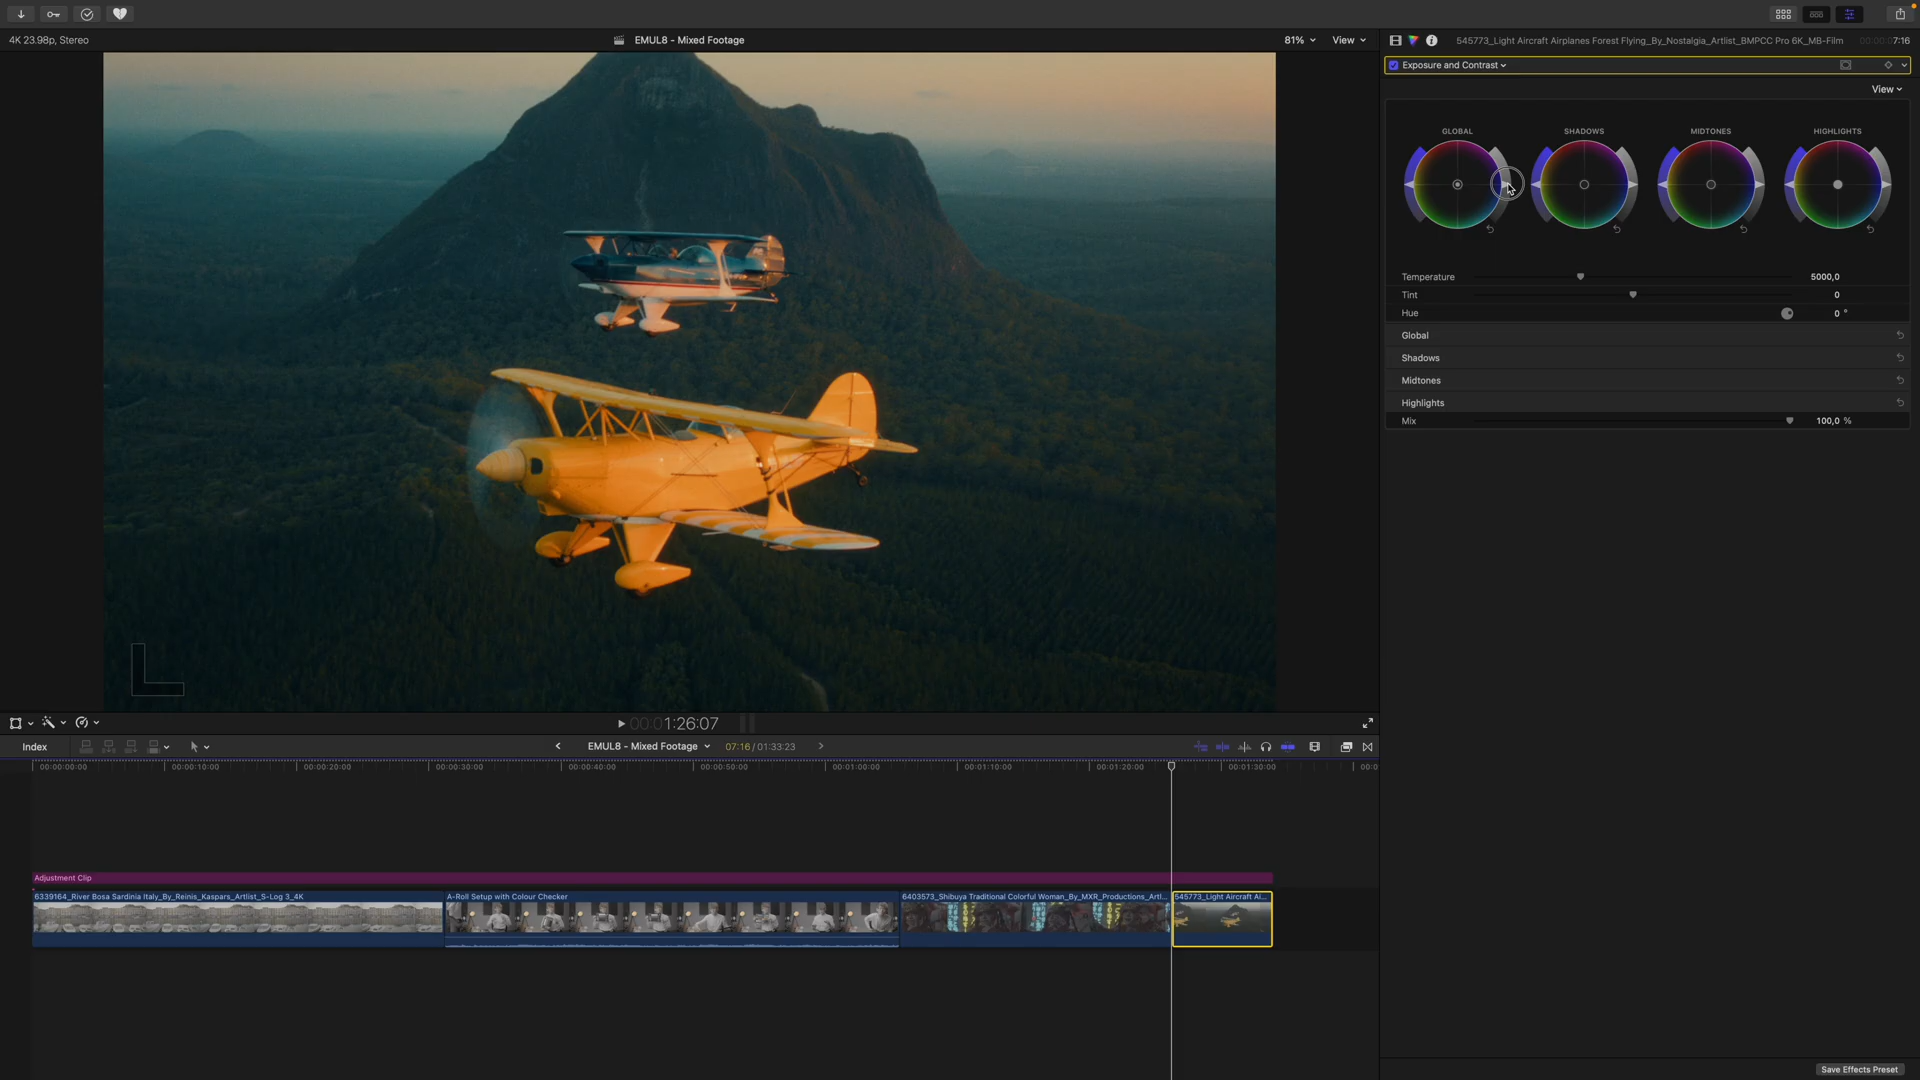 4K 23.98p, Stereo
EMUL8 - Mixed Footage
81%
View
545773_Light Aircraft Airplanes Forest Flying_By_Nostalgia_Artlist_BMPCC Pro 6K_MB-Film
7:16
Exposure and Contrast
View
GLOBAL
SHADOWS
MIDTONES
HIGHLIGHTS
Temperature
5000,0
Tint
0
Hue
0 °
Global
Shadows
Midtones
Highlights
Mix
100,0 %
00:01:26:07
Index
EMUL8 - Mixed Footage
07:16 / 01:33:23
00:00:00:00
00:00:10:00
00:00:20:00
00:00:30:00
00:00:40:00
00:00:50:00
00:01:00:00
00:01:10:00
00:01:20:00
00:01:30:00
00:0
Adjustment Clip
6339164_River Bosa Sardinia Italy_By_Reinis_Kaspars_Artlist_S-Log 3_4K
A-Roll Setup with Colour Checker
6403573_Shibuya Traditional Colorful Woman_By_MXR_Productions_Artl...
545773_Light Aircraft Ai...
Save Effects Preset